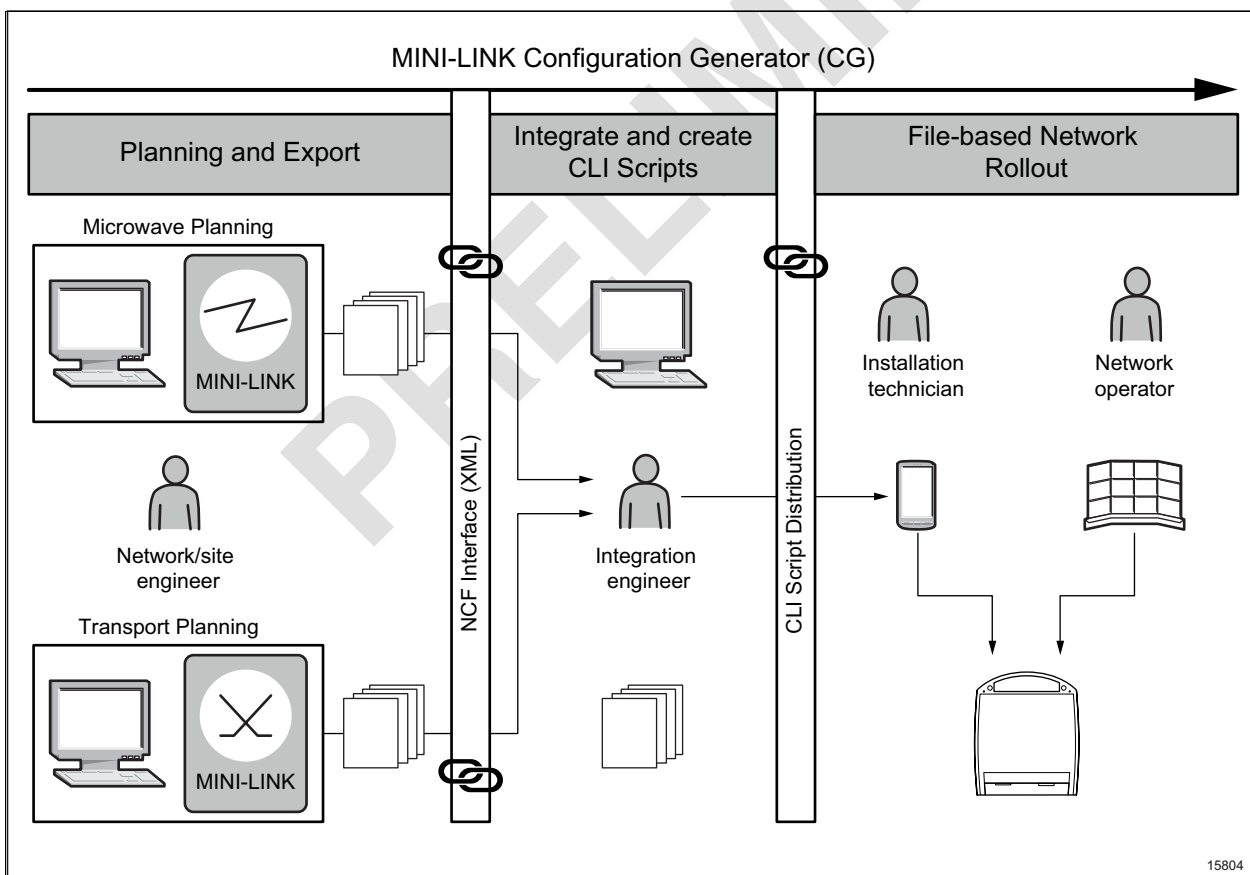 MINI-LINK Configuration Generator (CG)
Planning and Export
Integrate and create
CLI Scripts
File-based Network
Rollout
Microwave Planning
MINI-LINK
Network/site
engineer
Transport Planning
MINI-LINK
NCF Interface (XML)
Integration
engineer
CLI Script Distribution
Installation
technician
Network
operator
PRELIMI
15804